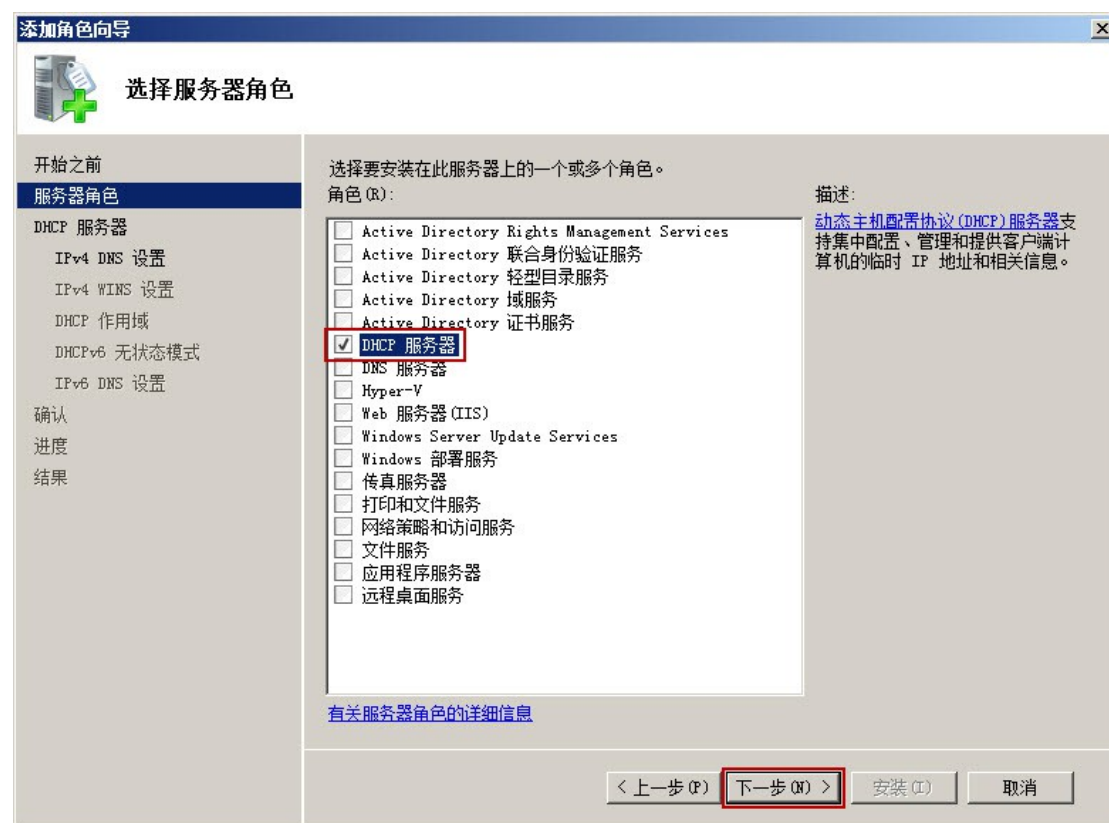 添加角色向导
选择服务器角色
开始之前
服务器角色
DHCP 服务器
IPv4 DNS 设置
IPv4 WINS 设置
DHCP 作用域
DHCPv6 无状态模式
IPv6 DNS 设置
确认
进度
结果
选择要安装在此服务器上的一个或多个角色。
角色(R):
Active Directory Rights Management Services
Active Directory 联合身份验证服务
Active Directory 轻型目录服务
Active Directory 域服务
Active Directory 证书服务
DHCP 服务器
DNS 服务器
Hyper-V
Web 服务器(IIS)
Windows Server Update Services
Windows 部署服务
传真服务器
打印和文件服务
网络策略和访问服务
文件服务
应用程序服务器
远程桌面服务
有关服务器角色的详细信息
描述:
动态主机配置协议(DHCP)服务器支
持集中配置、管理和提供客户端计
算机的临时 IP 地址和相关信息。
< 上一步(P) 下一步(N) > 安装(I) 取消